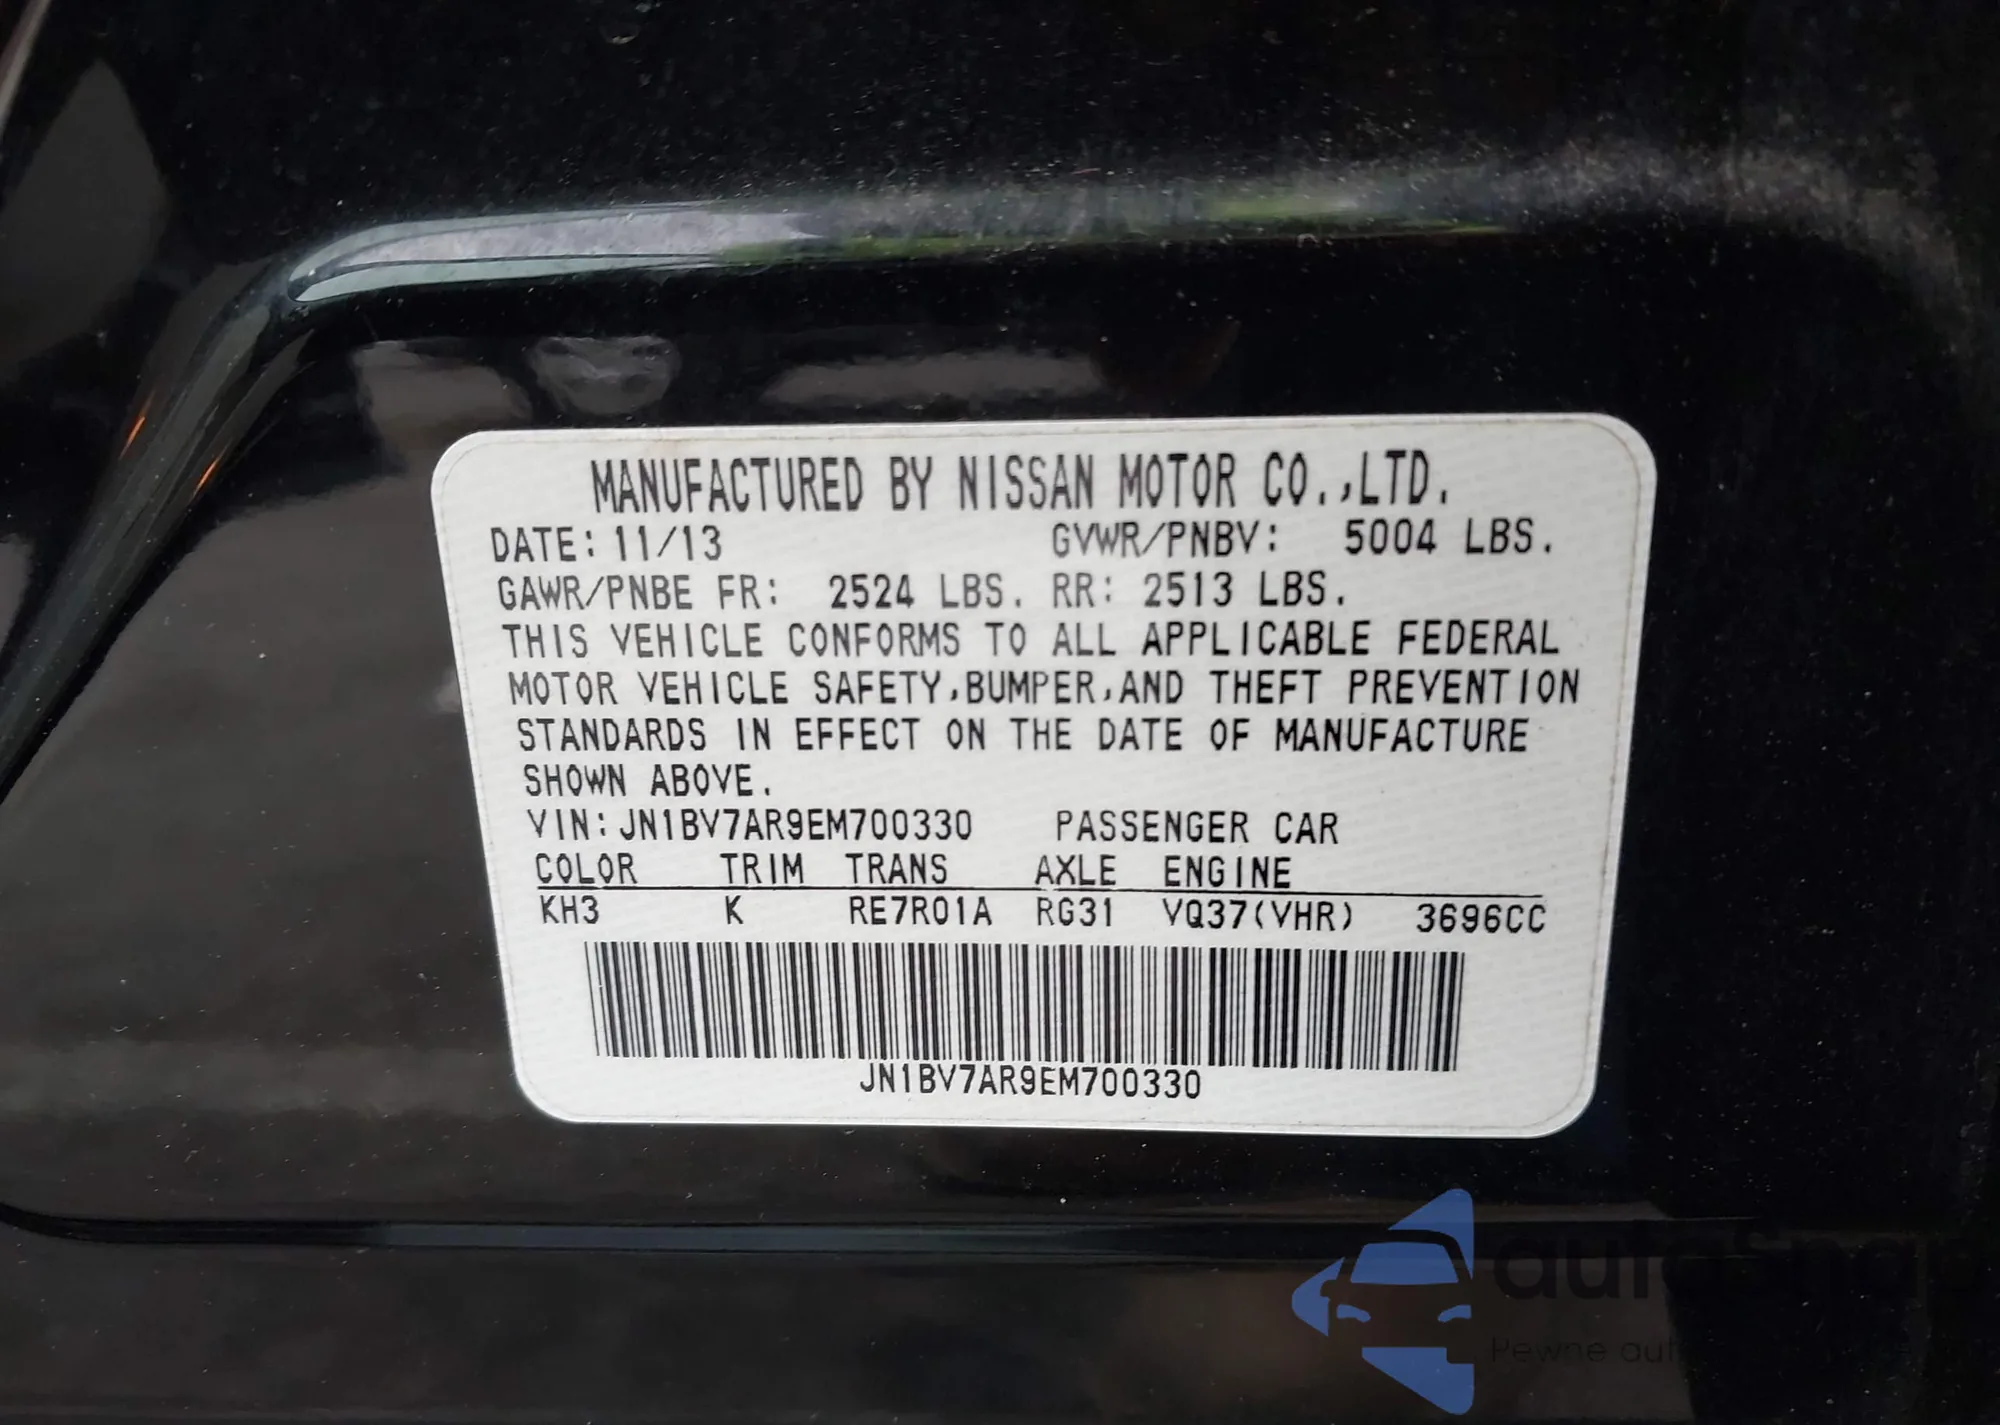 MANUFACTURED BY NISSAN MOTOR CO.,LTD.
DATE: 11/13 GVWR/PNBV: 5004 LBS.
GAWR/PNBE FR: 2524 LBS. RR: 2513 LBS.
THIS VEHICLE CONFORMS TO ALL APPLICABLE FEDERAL
MOTOR VEHICLE SAFETY,BUMPER,AND THEFT PREVENTION
STANDARDS IN EFFECT ON THE DATE OF MANUFACTURE
SHOWN ABOVE.
VIN: JN1BV7AR9EM700330 PASSENGER CAR
COLOR TRIM TRANS AXLE ENGINE
KH3 K RE7R01A RG31 VQ37(VHR) 3696CC
JN1BV7AR9EM700330
Pewne